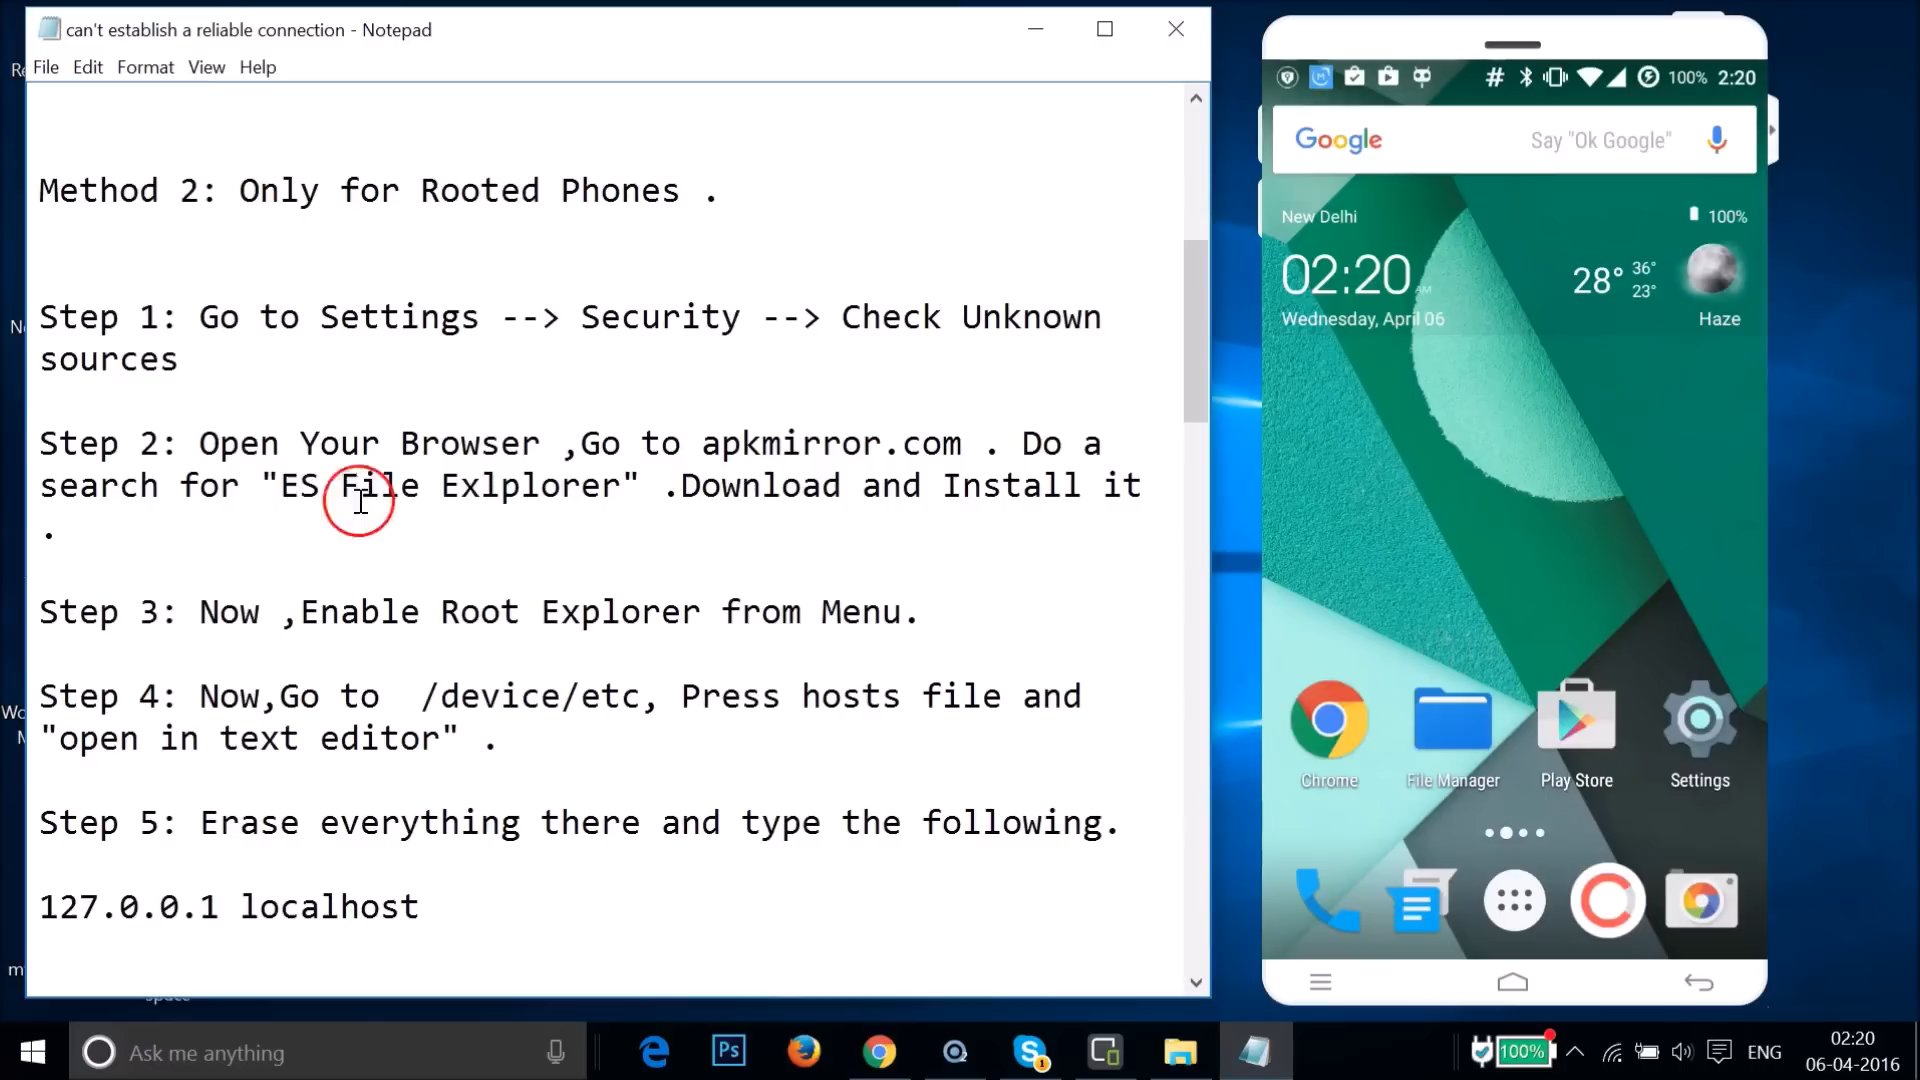 can't establish a reliable connection - Notepad
File Edit Format View Help
Method 2: Only for Rooted Phones .
Step 1: Go to Settings --> Security --> Check Unknown
sources
Step 2: Open Your Browser ,Go to apkmirror.com . Do a
search for "ES File Exlplorer" .Download and Install it
.
Step 3: Now ,Enable Root Explorer from Menu.
Step 4: Now,Go to  /device/etc, Press hosts file and
"open in text editor" .
Step 5: Erase everything there and type the following.
127.0.0.1 localhost
100% 2:20
Google Say "Ok Google"
New Delhi 100%
02:20 AM 28° 36° 23°
Wednesday, April 06 Haze
Chrome File Manager Play Store Settings
Ask me anything
Ps
100% ENG
02:20
06-04-2016